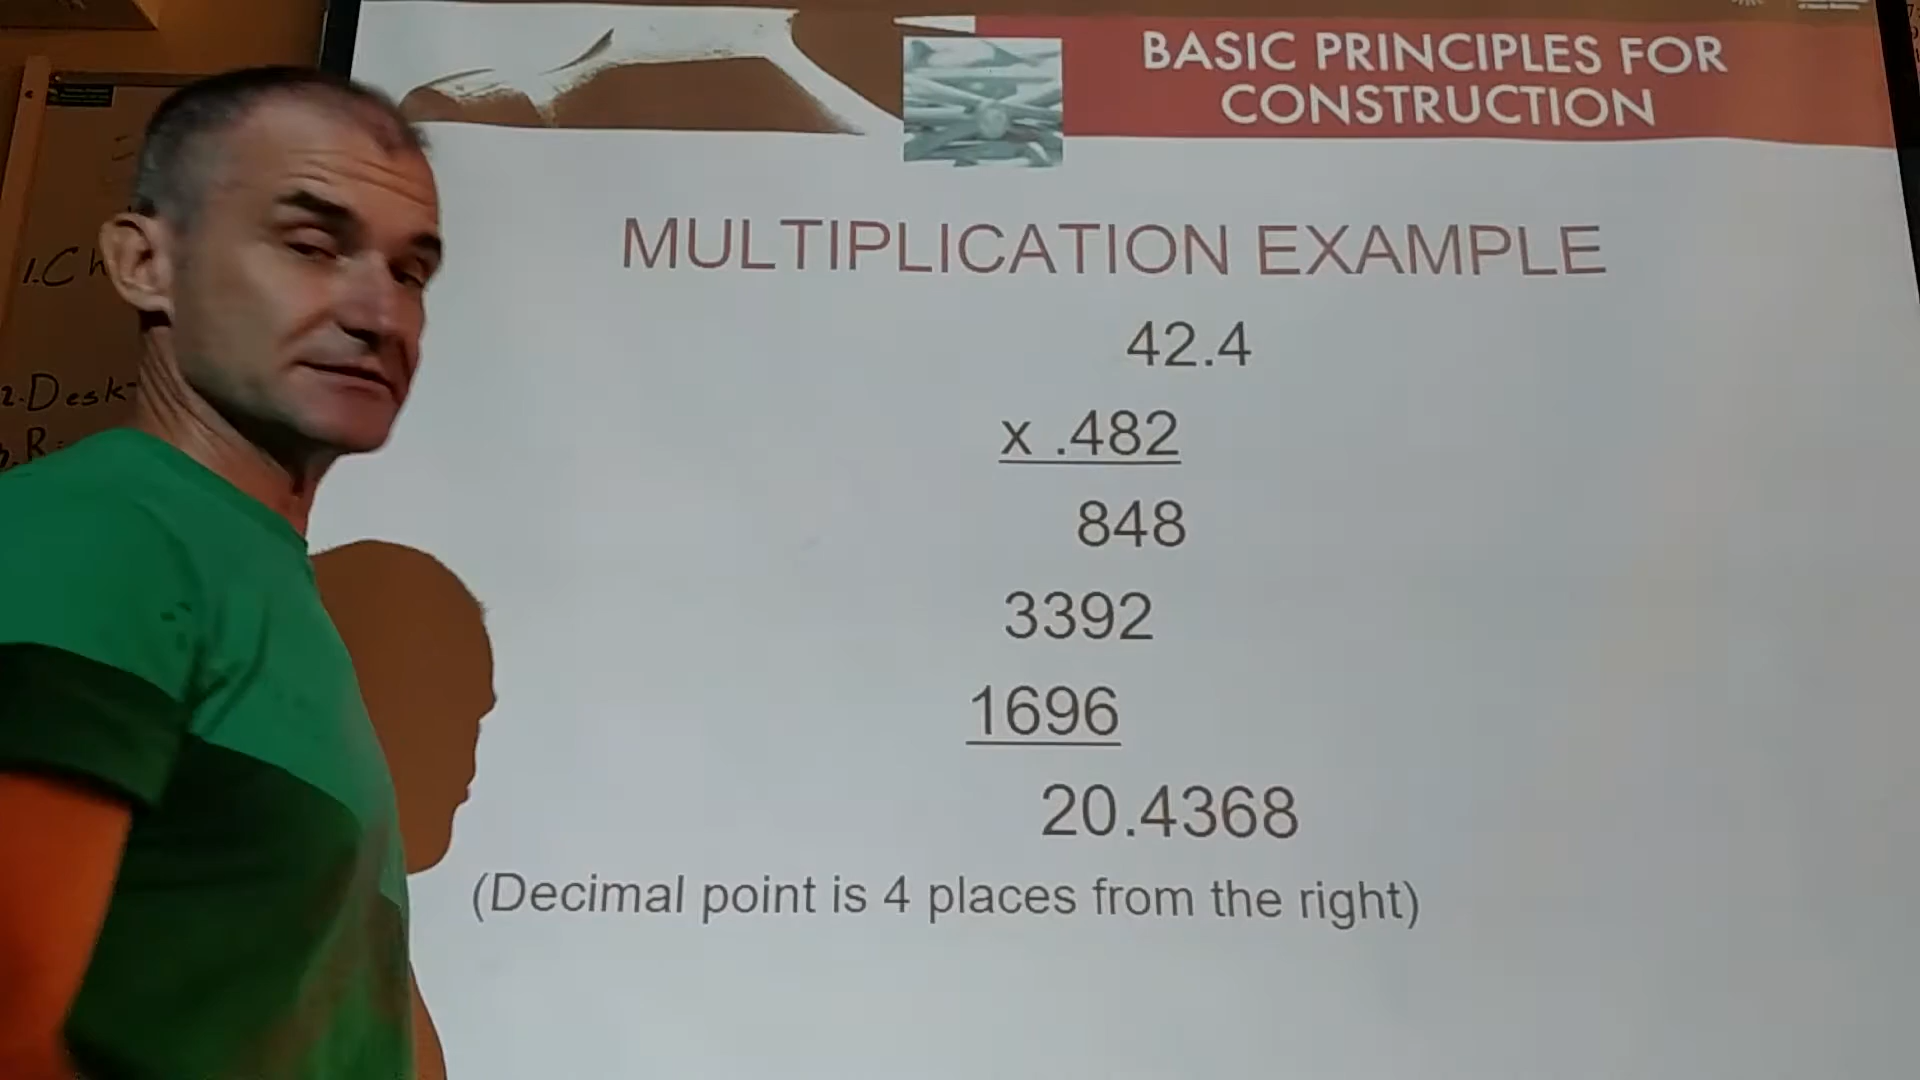 BASIC PRINCIPLES FOR
CONSTRUCTION
MULTIPLICATION EXAMPLE
42.4
x .482
848
3392
1696
20.4368
(Decimal point is 4 places from the right)
1.Ch
2.Desk-